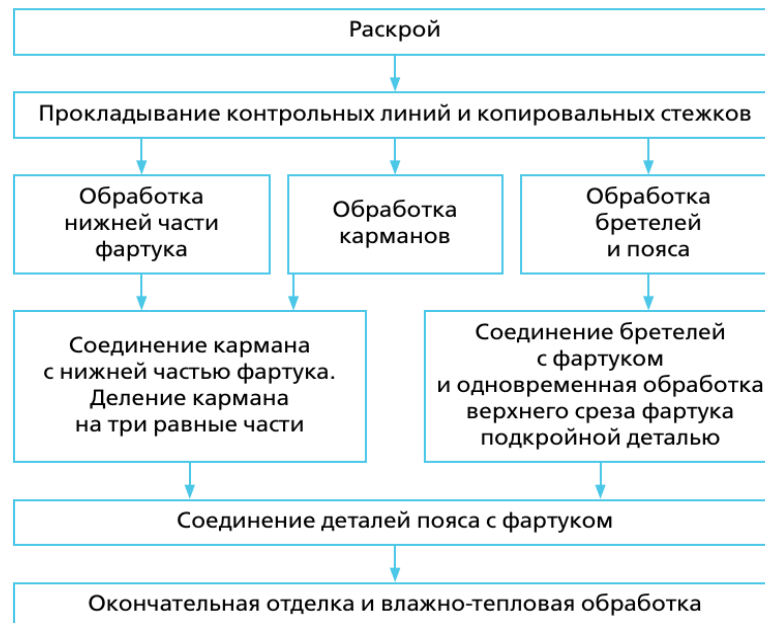 Раскрой
Прокладывание контрольных линий и копировальных стежков
Обработка
нижней части
фартука
Обработка
карманов
Обработка
бретелей
и пояса
Соединение кармана
с нижней частью фартука.
Деление кармана
на три равные части
Соединение бретелей
с фартуком
и одновременная обработка
верхнего среза фартука
подкройной деталью
Соединение деталей пояса с фартуком
Окончательная отделка и влажно-тепловая обработка